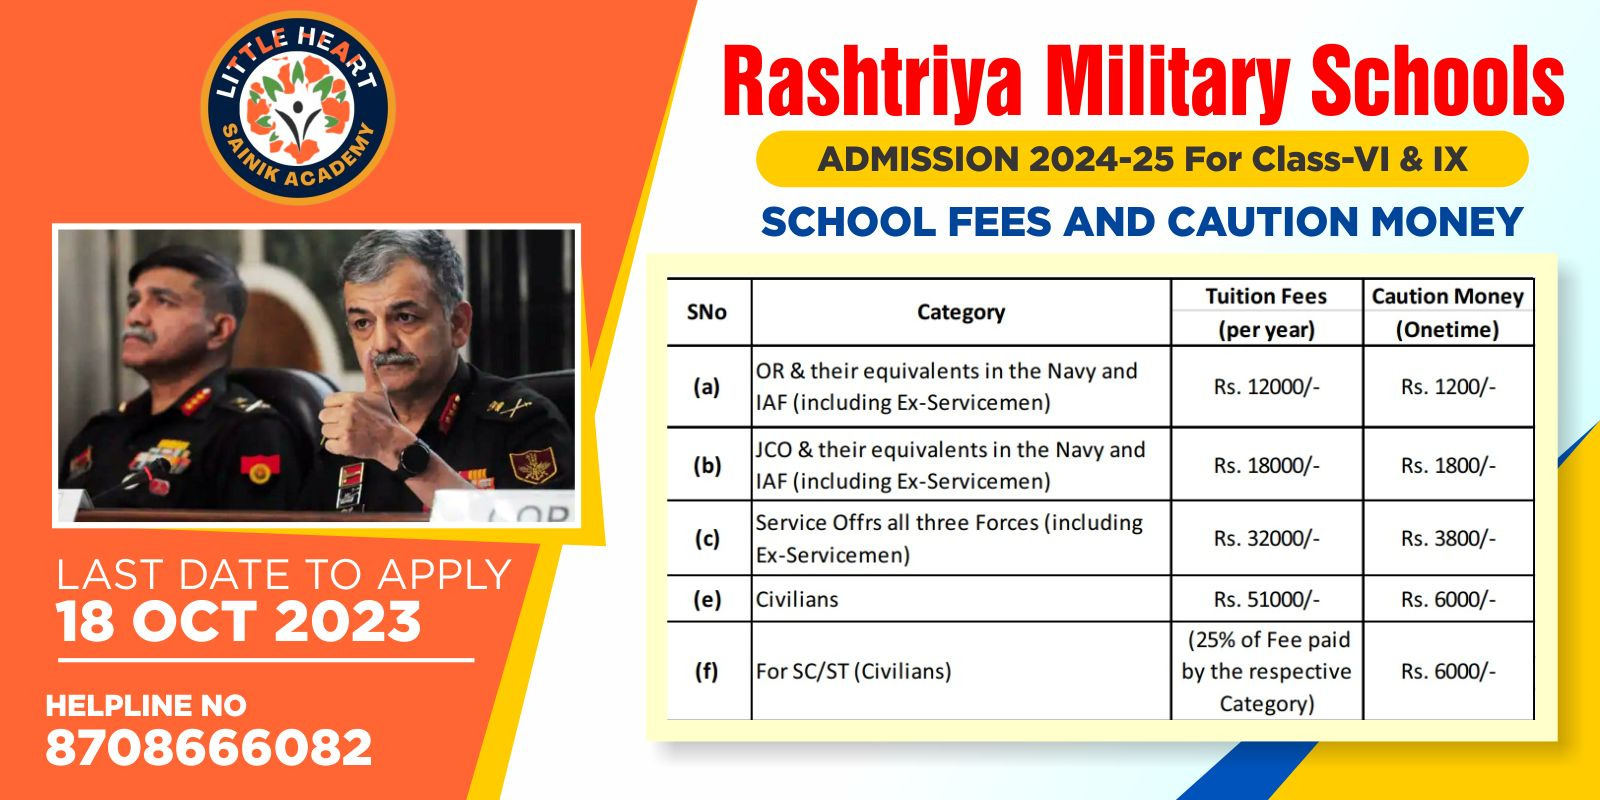 LITTLE HEART
SAINIK ACADEMY
LAST DATE TO APPLY
18 OCT 2023
HELPLINE NO
8708666082
Rashtriya Military Schools
ADMISSION 2024-25 For Class-VI & IX
SCHOOL FEES AND CAUTION MONEY
SNo Category Tuition Fees Caution Money
(per year) (Onetime)
(a) OR & their equivalents in the Navy and Rs. 12000/- Rs. 1200/-
IAF (including Ex-Servicemen)
(b) JCO & their equivalents in the Navy and Rs. 18000/- Rs. 1800/-
IAF (including Ex-Servicemen)
(c) Service Offrs all three Forces (including Rs. 32000/- Rs. 3800/-
Ex-Servicemen)
(e) Civilians Rs. 51000/- Rs. 6000/-
(f) For SC/ST (Civilians) (25% of Fee paid Rs. 6000/-
by the respective
Category)